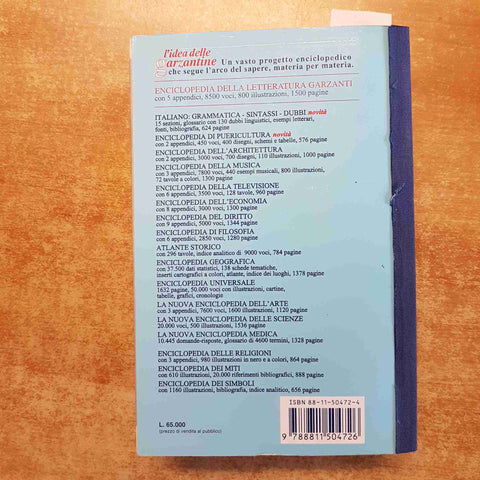 l'idea delle
garzantine Un vasto progetto enciclopedico
che segue l'arco del sapere, materia per materia.
ENCICLOPEDIA DELLA LETTERATURA GARZANTI
con 5 appendici, 8500 voci, 800 illustrazioni, 1500 pagine
ITALIANO: GRAMMATICA - SINTASSI - DUBBI novità
15 sezioni, glossario con 130 dubbi linguistici, esempi letterari,
fonti, bibliografia, 624 pagine
ENCICLOPEDIA DI PUERICULTURA novità
con 2 appendici, 450 voci, 400 disegni, schemi e tabelle, 576 pagine
ENCICLOPEDIA DELL'ARCHITETTURA
con 2 appendici, 3000 voci, 700 disegni, 110 illustrazioni, 1000 pagine
ENCICLOPEDIA DELLA MUSICA
con 3 appendici, 7800 voci, 440 esempi musicali, 800 illustrazioni,
72 tavole a colori, 1300 pagine
ENCICLOPEDIA DELLA TELEVISIONE
con 6 appendici, 3500 voci, 128 tavole, 960 pagine
ENCICLOPEDIA DELL'ECONOMIA
con 8 appendici, 3000 voci, 1300 pagine
ENCICLOPEDIA DEL DIRITTO
con 9 appendici, 5000 voci, 1344 pagine
ENCICLOPEDIA DI FILOSOFIA
con 6 appendici, 2850 voci, 1280 pagine
ATLANTE STORICO
con 296 tavole, indice analitico di 9000 voci, 784 pagine
ENCICLOPEDIA GEOGRAFICA
con 37.500 dati statistici, 138 schede tematiche,
inserti cartografici a colori, atlante, indice dei luoghi, 1378 pagine
ENCICLOPEDIA UNIVERSALE
1632 pagine, 50.000 voci con illustrazioni, cartine,
tabelle, grafici, cronologie
LA NUOVA ENCICLOPEDIA DELL'ARTE
con 3 appendici, 7600 voci, 1600 illustrazioni, 1120 pagine
LA NUOVA ENCICLOPEDIA DELLE SCIENZE
20.000 voci, 500 illustrazioni, 1536 pagine
LA NUOVA ENCICLOPEDIA MEDICA
10.445 domande-risposte, glossario di 4600 termini, 1328 pagine
ENCICLOPEDIA DELLE RELIGIONI
con 3 appendici, 980 illustrazioni in nero e a colori, 864 pagine
ENCICLOPEDIA DEI MITI
con 610 illustrazioni, 20.000 riferimenti bibliografici, 888 pagine
ENCICLOPEDIA DEI SIMBOLI
con 1160 illustrazioni, bibliografia, indice analitico, 656 pagine
ISBN 88-11-50472-4
9 788811 504726
L. 65.000
(prezzo di vendita al pubblico)